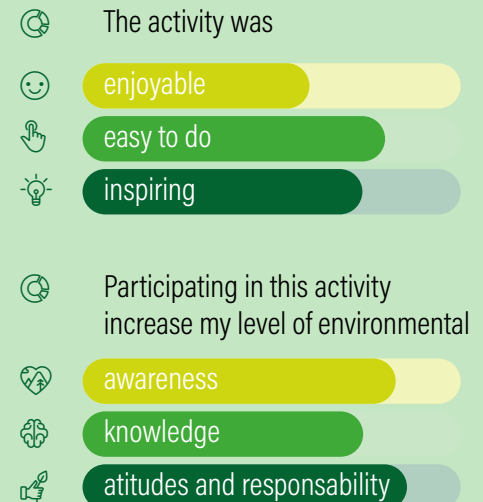 The activity was
enjoyable
easy to do
inspiring
Participating in this activity
increase my level of environmental
awareness
knowledge
atitudes and responsability